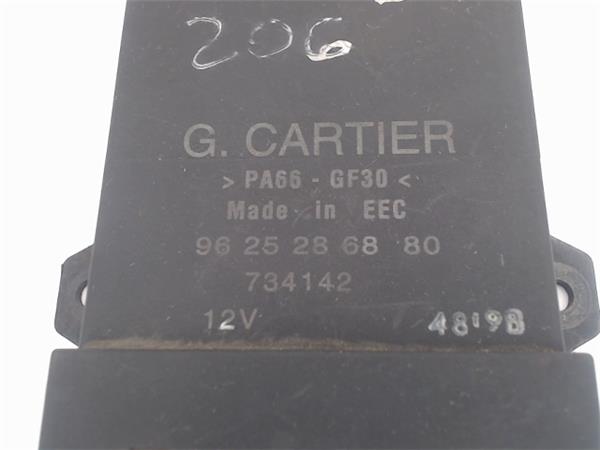 206
G. CARTIER
> PA66 - GF30 <
Made in EEC
96 25 28 68 80
734142
12V 48'98